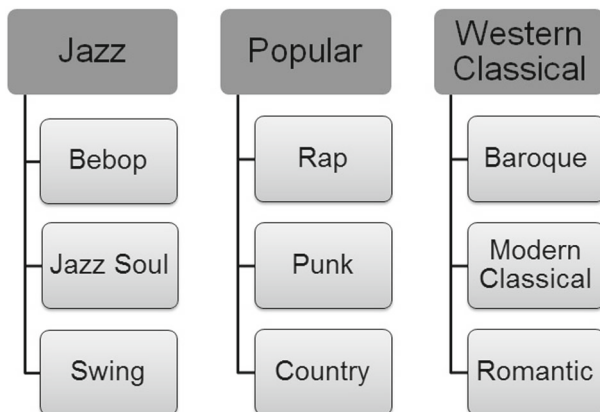 Jazz
Bebop
Jazz Soul
Swing
Popular
Rap
Punk
Country
Western
Classical
Baroque
Modern
Classical
Romantic